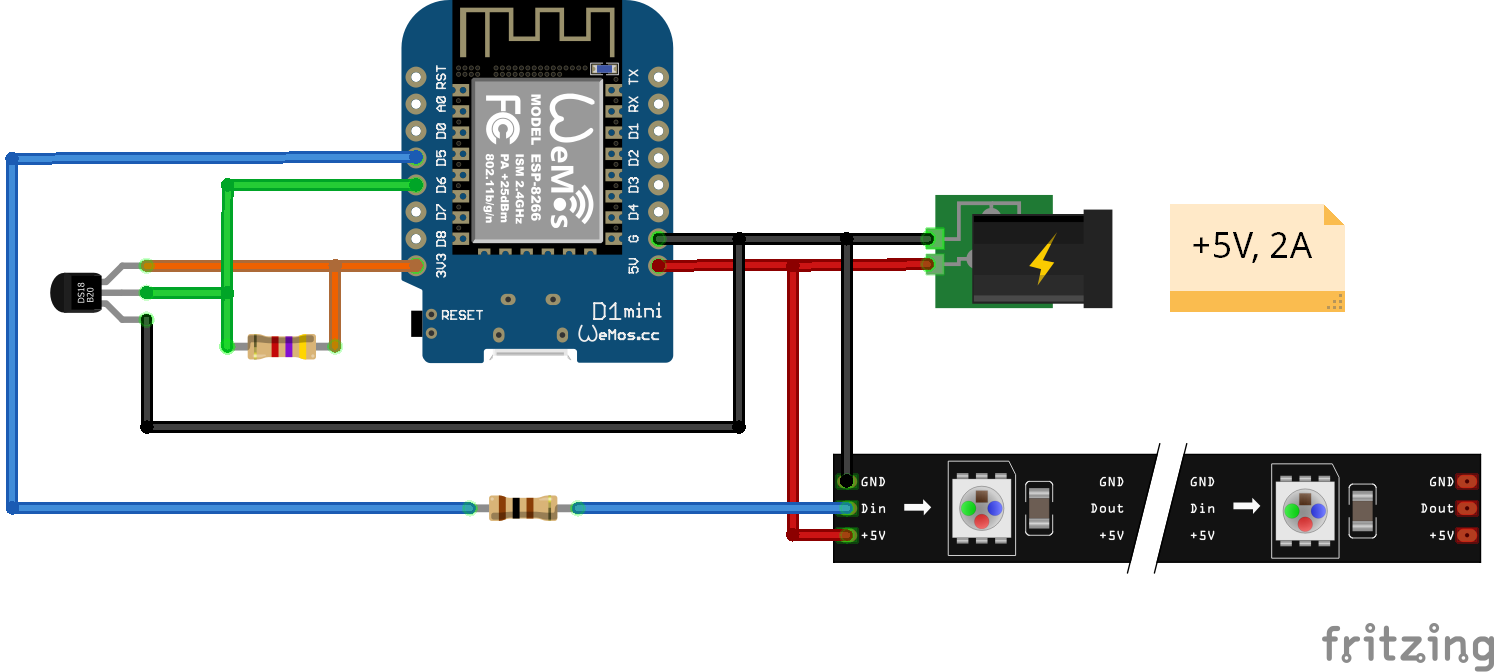 RST
A0
D0
D5
D6
D7
D8
3V3
TX
RX
D1
D2
D3
D4
G
5V
WeMos
MODEL ESP-8266
ISM 2.4GHz
PA +25dBm
802.11b/g/n
FC
RESET
D1mini
WeMos.cc
DS18
B20
+5V, 2A
GND
Din
+5V
GND
Dout
+5V
GND
Din
+5V
GND
Dout
+5V
fritzing